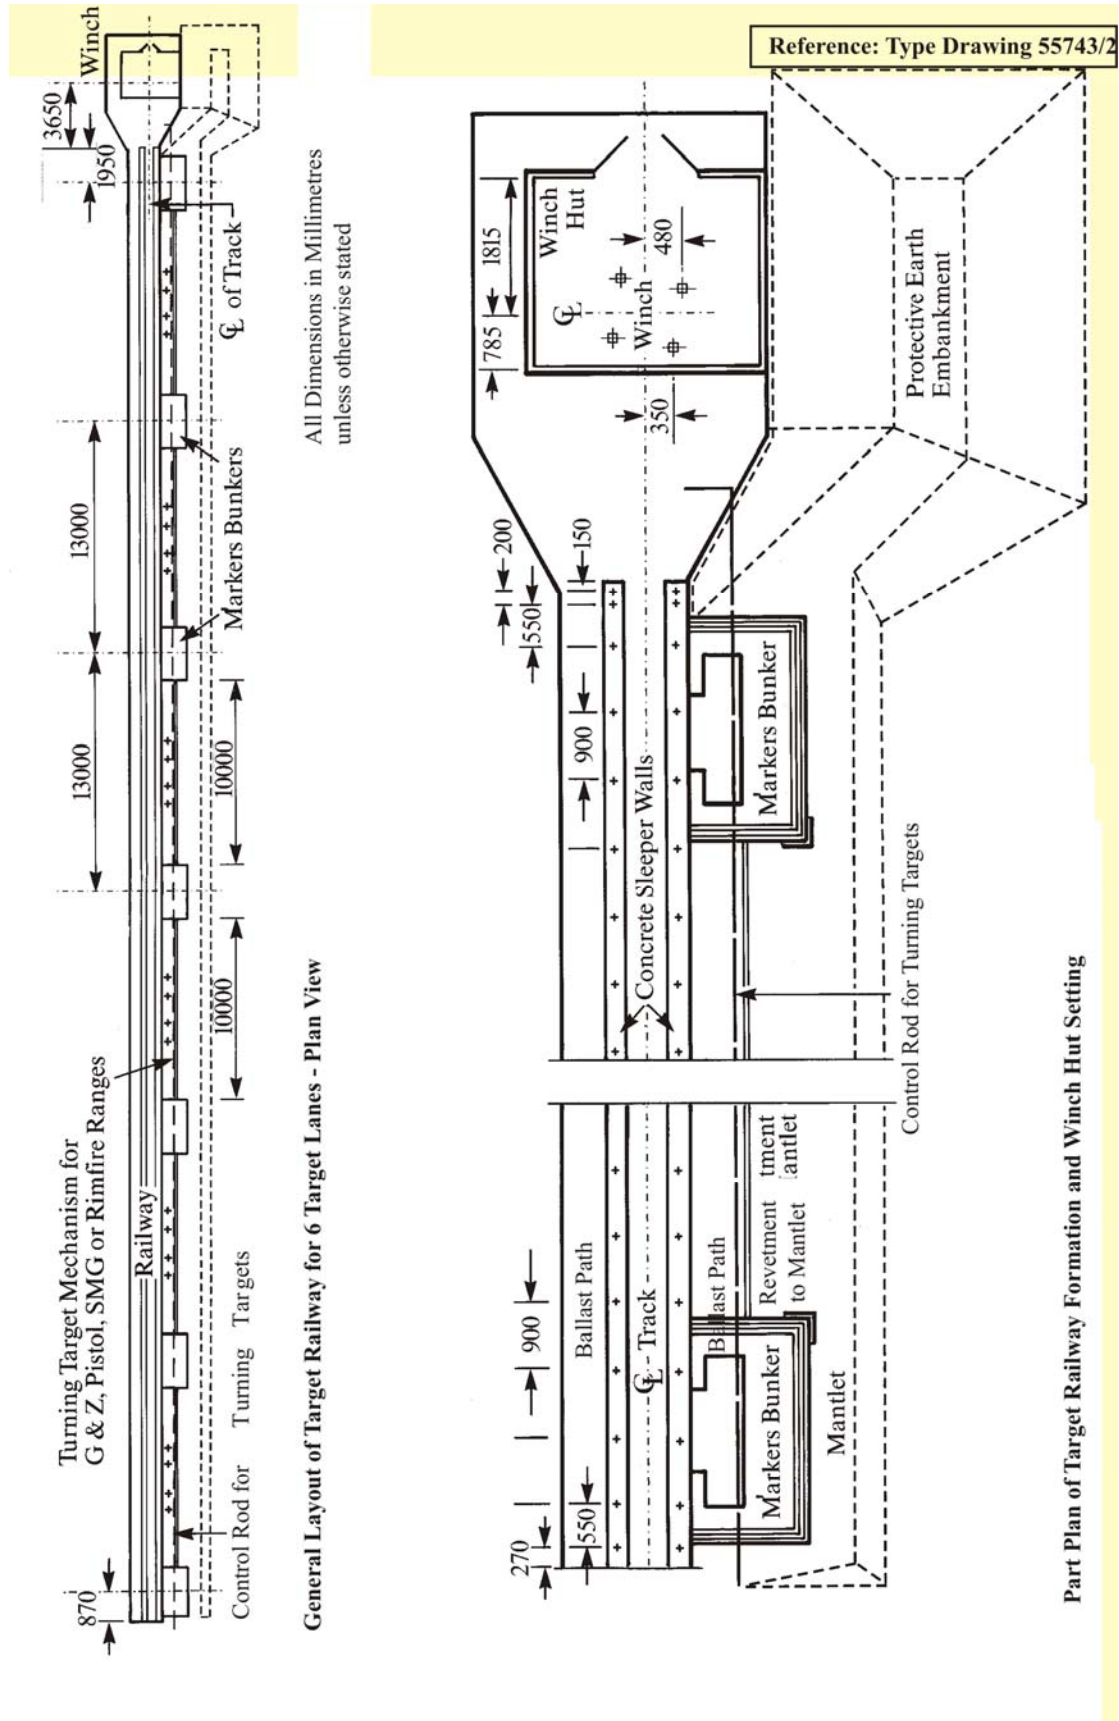 Reference: Type Drawing 55743/2
Winch
3650
1950
℄ of Track
13000
Markers Bunkers
13000
10000
10000
Turning Target Mechanism for
G & Z, Pistol, SMG or Rimfire Ranges
Railway
Control Rod for Turning Targets
870
All Dimensions in Millimetres
unless otherwise stated
General Layout of Target Railway for 6 Target Lanes - Plan View
Winch
Hut
1815
785
℄
Winch
480
350
Protective Earth
Embankment
200
150
550
900
Concrete Sleeper Walls
Markers Bunker
Control Rod for Turning Targets
900
Ballast Path
℄ Track
Ballast Path
Revetment
to Mantlet
tment
antlet
550
270
Markers Bunker
Mantlet
Part Plan of Target Railway Formation and Winch Hut Setting